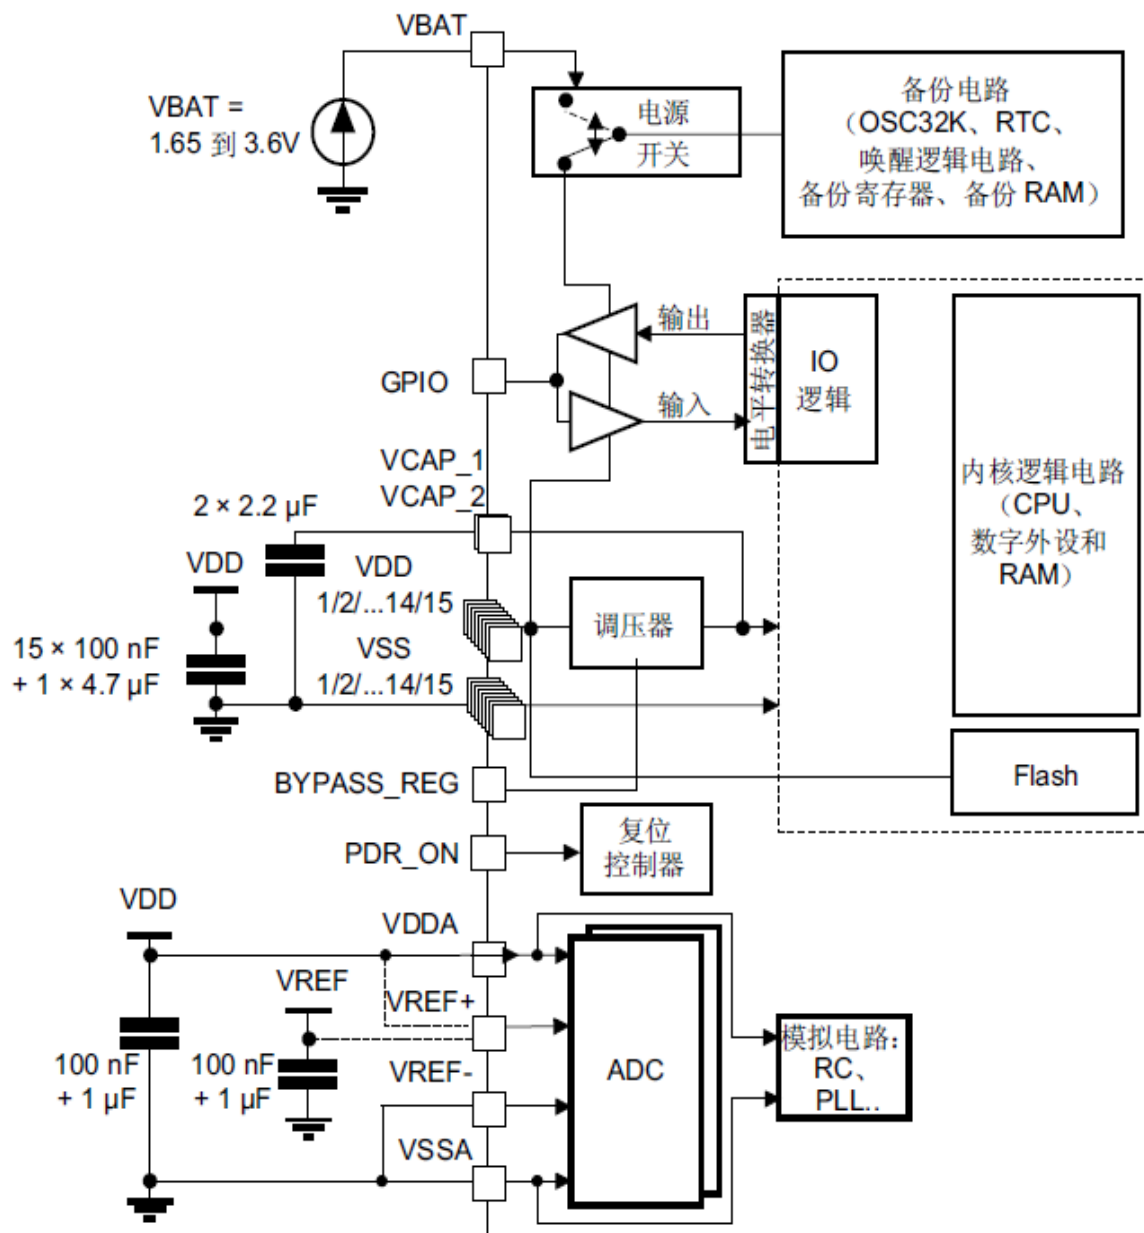 VBAT
VBAT =
1.65 到 3.6V
电源
开关
备份电路
（OSC32K、RTC、
唤醒逻辑电路、
备份寄存器、备份 RAM）
输出
电平转换器
IO
逻辑
GPIO
输入
内核逻辑电路
（CPU、
数字外设和
RAM）
VCAP_1
VCAP_2
2 × 2.2 µF
VDD
VDD
1/2/...14/15
调压器
15 × 100 nF
+ 1 × 4.7 µF
VSS
1/2/...14/15
BYPASS_REG
Flash
PDR_ON
复位
控制器
VDD
VDDA
VREF
VREF+
100 nF
+ 1 µF
100 nF
+ 1 µF
VREF-
ADC
模拟电路：
RC、
PLL..
VSSA